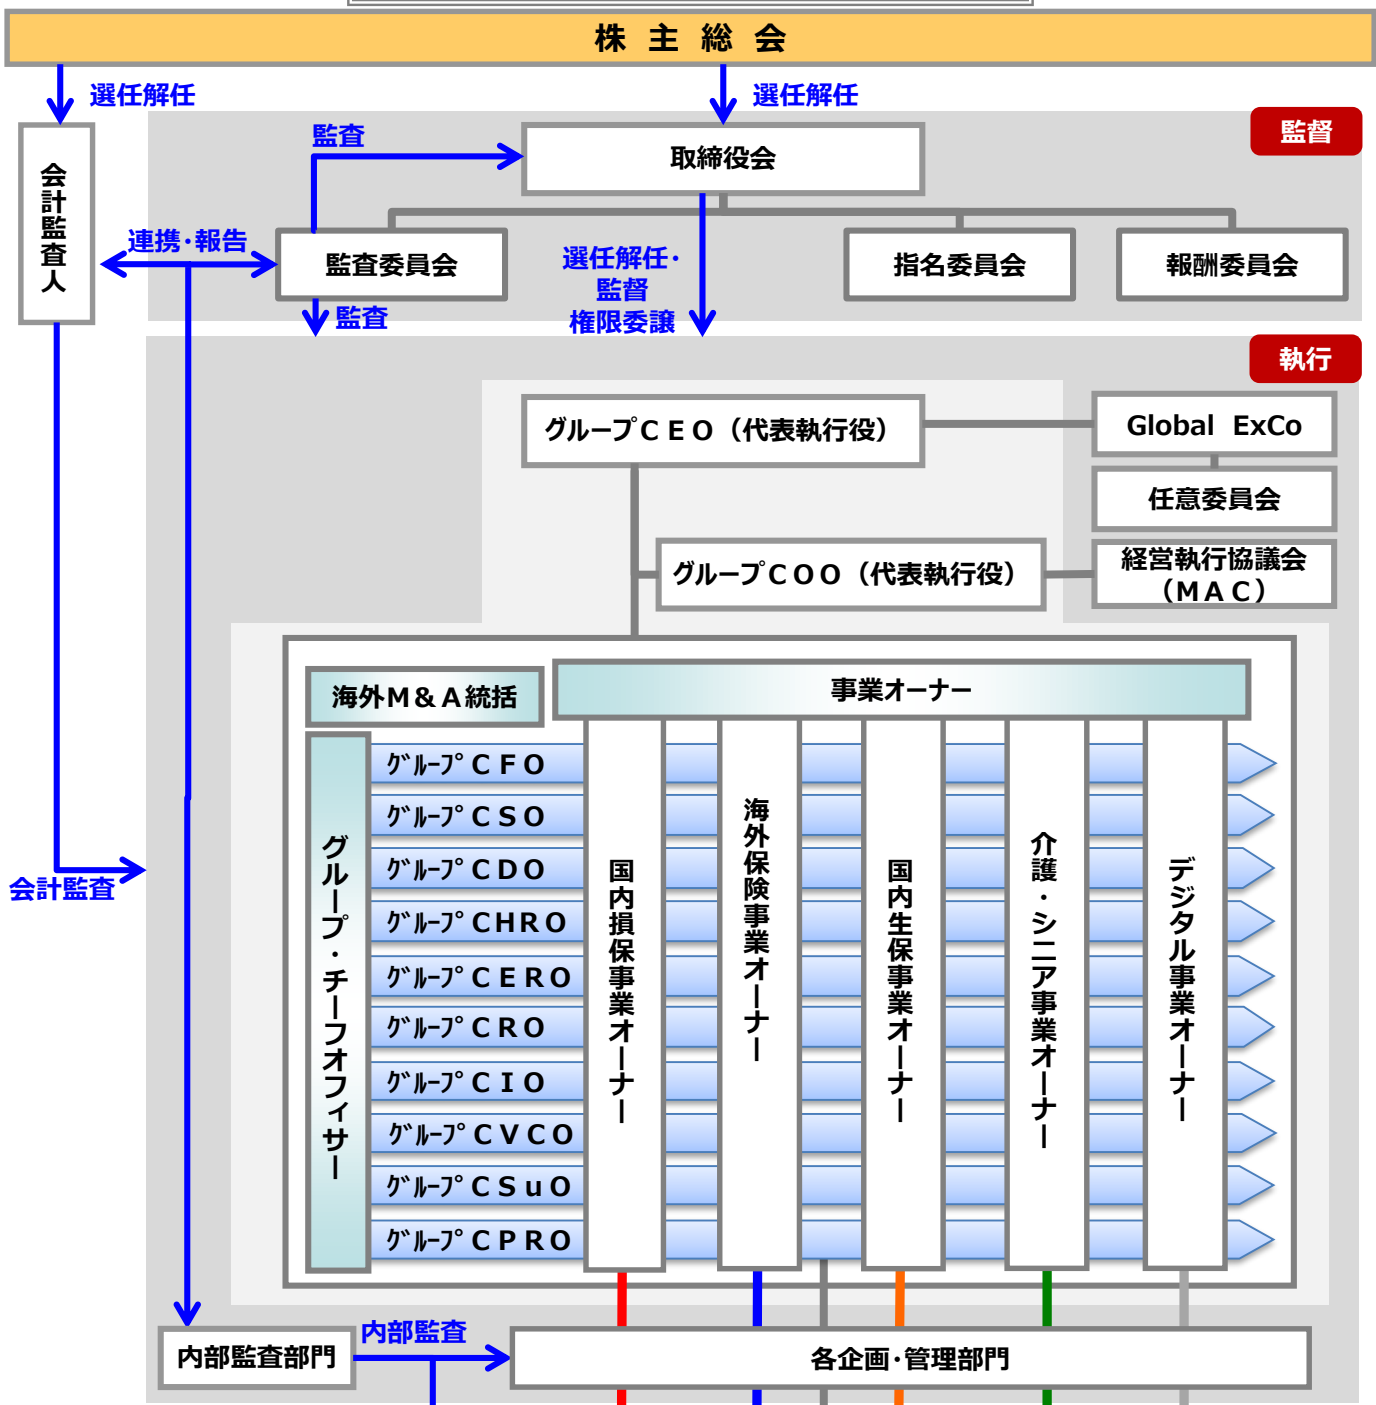 株主総会
選任解任
選任解任
監督
監査
取締役会
会計監査人
連携・報告
監査委員会
選任解任・
監督
権限委譲
指名委員会
報酬委員会
監査
執行
グループＣＥＯ（代表執行役）
Global ExCo
任意委員会
グループＣＯＯ（代表執行役）
経営執行協議会
（ＭＡＣ）
海外Ｍ＆Ａ統括
事業オーナー
グループ・チーフオフィサー
ｸﾞﾙｰﾌﾟＣＦＯ
ｸﾞﾙｰﾌﾟＣＳＯ
ｸﾞﾙｰﾌﾟＣＤＯ
ｸﾞﾙｰﾌﾟＣＨＲＯ
ｸﾞﾙｰﾌﾟＣＥＲＯ
ｸﾞﾙｰﾌﾟＣＲＯ
ｸﾞﾙｰﾌﾟＣＩＯ
ｸﾞﾙｰﾌﾟＣＶＣＯ
ｸﾞﾙｰﾌﾟＣＳｕＯ
ｸﾞﾙｰﾌﾟＣＰＲＯ
国内損保事業オーナー
海外保険事業オーナー
国内生保事業オーナー
介護・シニア事業オーナー
デジタル事業オーナー
会計監査
内部監査部門
内部監査
各企画・管理部門